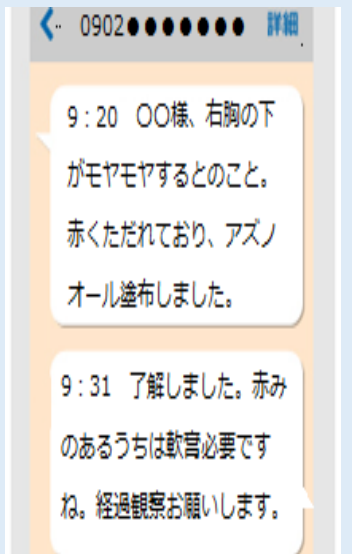 0902●●●●●●● 詳細
9:20 〇〇様、右胸の下
がモヤモヤするとのこと。
赤くただれており、アズノ
オール塗布しました。
9:31 了解しました。赤み
のあるうちは軟膏必要です
ね。経過観察お願いします。